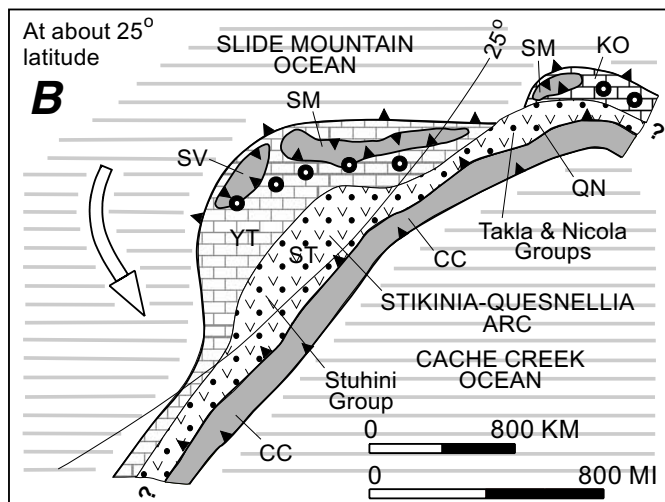 At about 25°
latitude
B
SLIDE MOUNTAIN
OCEAN
25°
SM
KO
SM
SV
?
QN
YT
ST
Takla & Nicola
Groups
CC
STIKINIA-QUESNELLIA
ARC
CACHE CREEK
OCEAN
Stuhini
Group
CC
0 800 KM
0 800 MI
?